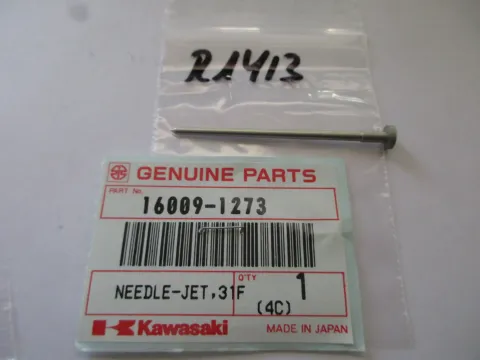 R1413
GENUINE PARTS
PART No.
16009-1273
NEEDLE-JET,31F
Q'TY
1
(4C)
Kawasaki
MADE IN JAPAN